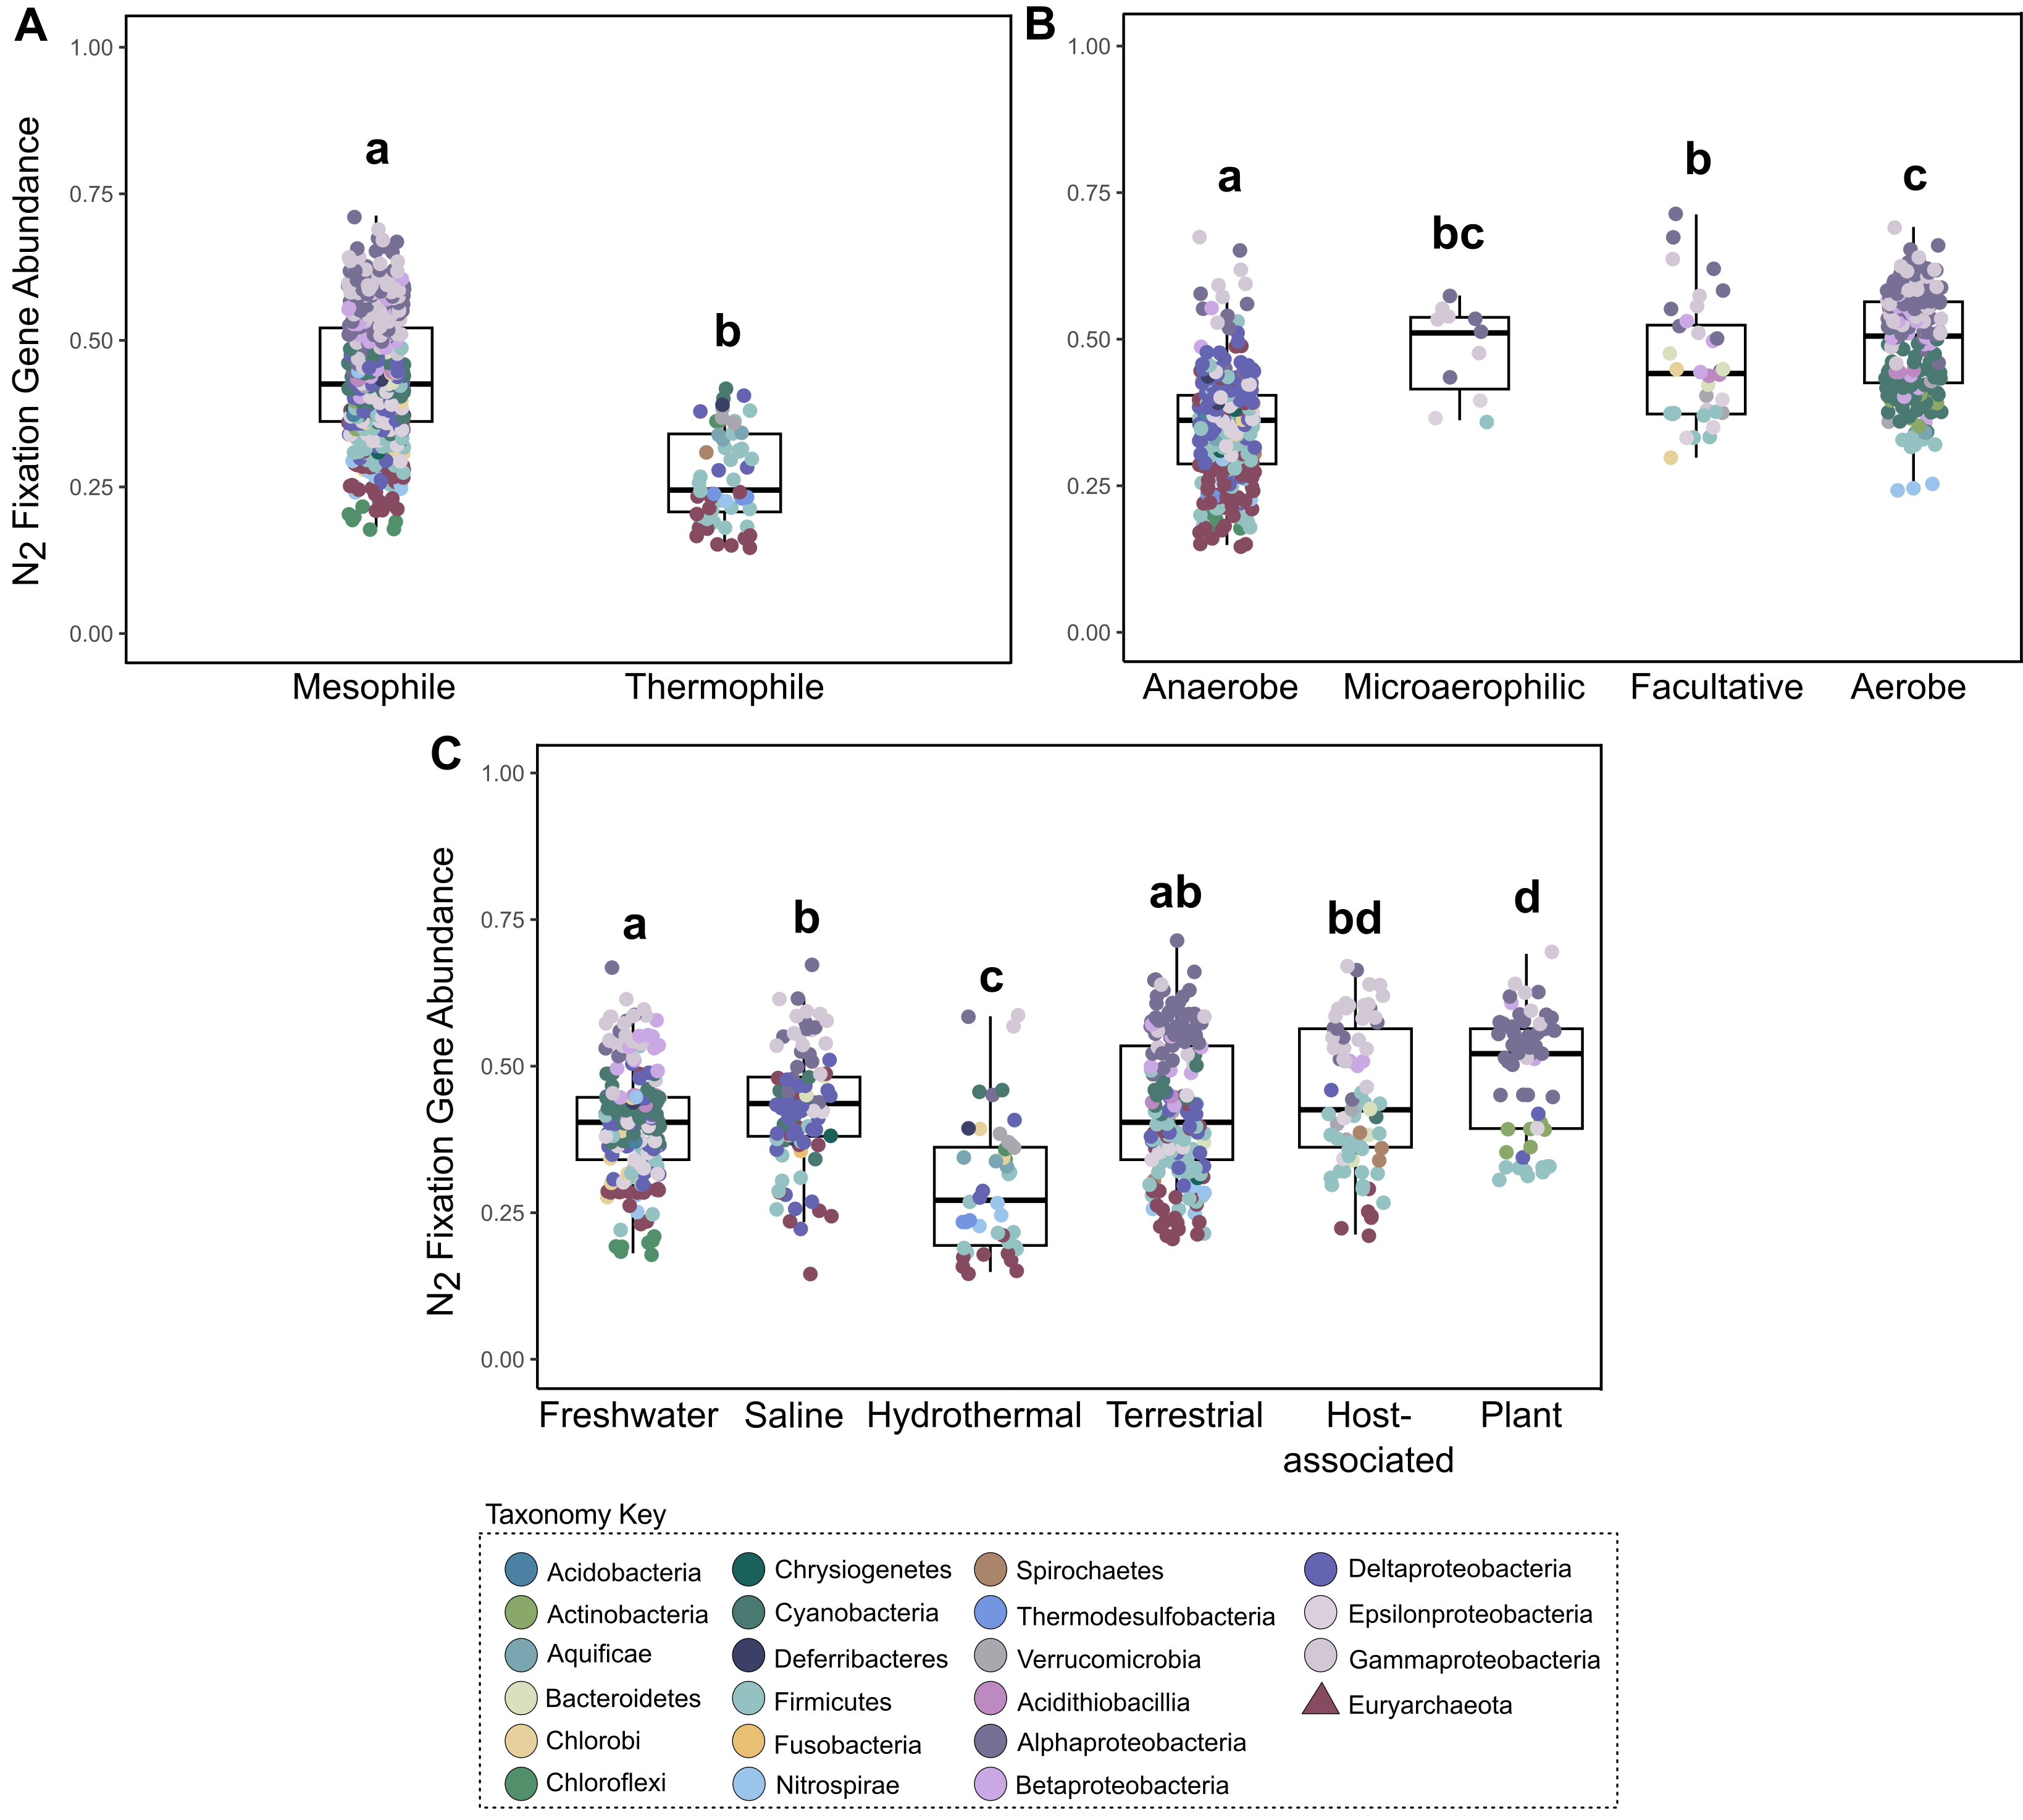 A
B
1.00
0.75
0.50
0.25
0.00
N2 Fixation Gene Abundance
a
b
Mesophile
Thermophile
1.00
0.75
0.50
0.25
0.00
a
bc
b
c
Anaerobe
Microaerophilic
Facultative
Aerobe
C
1.00
0.75
0.50
0.25
0.00
N2 Fixation Gene Abundance
a
b
c
ab
bd
d
Freshwater
Saline
Hydrothermal
Terrestrial
Host-
associated
Plant
Taxonomy Key
Acidobacteria
Actinobacteria
Aquificae
Bacteroidetes
Chlorobi
Chloroflexi
Chrysiogenetes
Cyanobacteria
Deferribacteres
Firmicutes
Fusobacteria
Nitrospirae
Spirochaetes
Thermodesulfobacteria
Verrucomicrobia
Acidithiobacillia
Alphaproteobacteria
Betaproteobacteria
Deltaproteobacteria
Epsilonproteobacteria
Gammaproteobacteria
Euryarchaeota